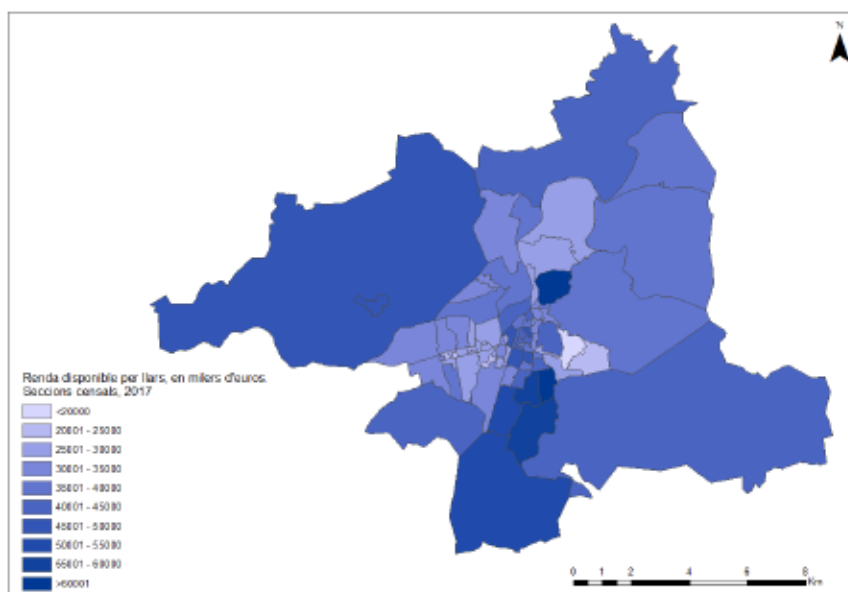 N
Renda disponible per llars, en milers d'euros.
Seccions censals, 2017
<20000
20001 - 25000
25001 - 30000
30001 - 35000
35001 - 40000
40001 - 45000
45001 - 50000
50001 - 55000
55001 - 60000
>60001
0 1 2 4 6 8
Km